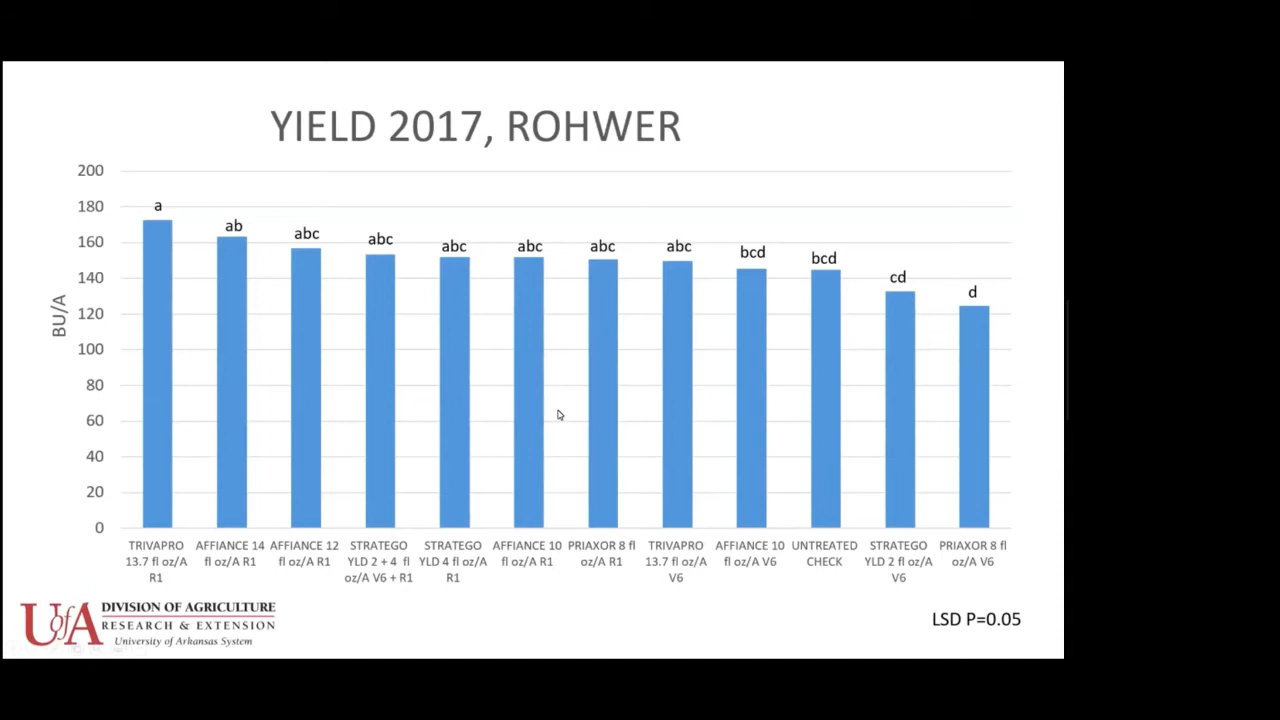 YIELD 2017, ROHWER
BU/A
200
180
160
140
120
100
80
60
40
20
0
a
ab
abc
abc
abc
abc
abc
abc
bcd
bcd
cd
d
TRIVAPRO
13.7 fl oz/A
R1
AFFIANCE 14
fl oz/A R1
AFFIANCE 12
fl oz/A R1
STRATEGO
YLD 2 + 4 fl
oz/A V6 + R1
STRATEGO
YLD 4 fl oz/A
R1
AFFIANCE 10
fl oz/A R1
PRIAXOR 8 fl
oz/A R1
TRIVAPRO
13.7 fl oz/A
V6
AFFIANCE 10
fl oz/A V6
UNTREATED
CHECK
STRATEGO
YLD 2 fl oz/A
V6
PRIAXOR 8 fl
oz/A V6
UofA
DIVISION OF AGRICULTURE
RESEARCH & EXTENSION
University of Arkansas System
LSD P=0.05